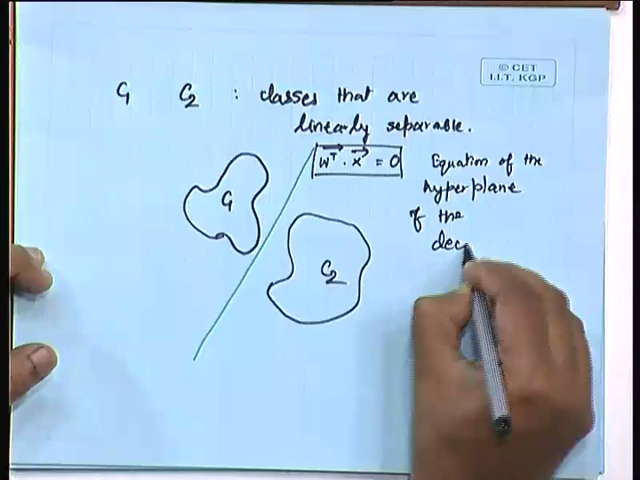 © CET
I.I.T. KGP
C1 C2 : classes that are
linearly separable.
W^T . X = 0
Equation of the
hyperplane
of the
dec
C1
C2